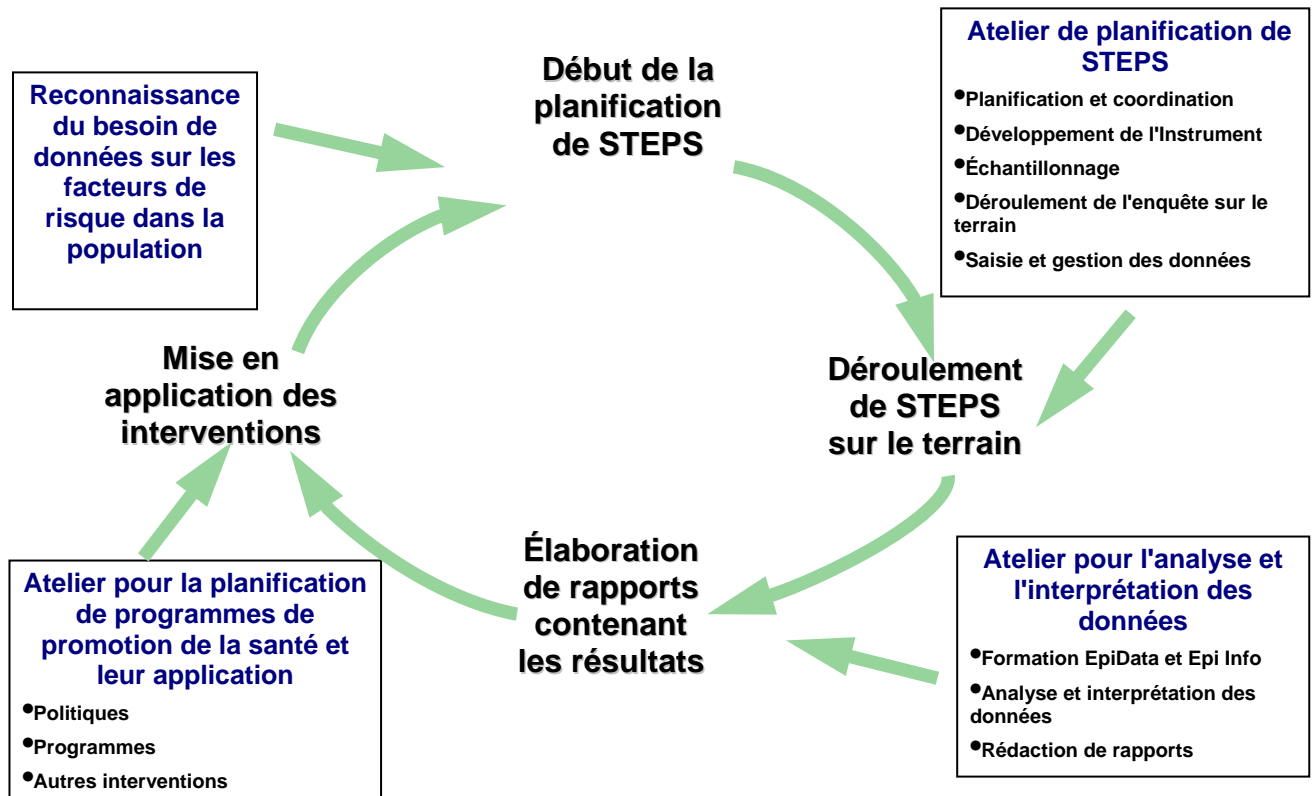 Reconnaissance
du besoin de
données sur les
facteurs de
risque dans la
population
Début de la
planification
de STEPS
Atelier de planification de
STEPS
•Planification et coordination
•Développement de l'Instrument
•Échantillonnage
•Déroulement de l'enquête sur le
terrain
•Saisie et gestion des données
Mise en
application des
interventions
Déroulement
de STEPS
sur le terrain
Atelier pour la planification
de programmes de
promotion de la santé et
leur application
•Politiques
•Programmes
•Autres interventions
Élaboration
de rapports
contenant
les résultats
Atelier pour l'analyse et
l'interprétation des
données
•Formation EpiData et Epi Info
•Analyse et interprétation des
données
•Rédaction de rapports